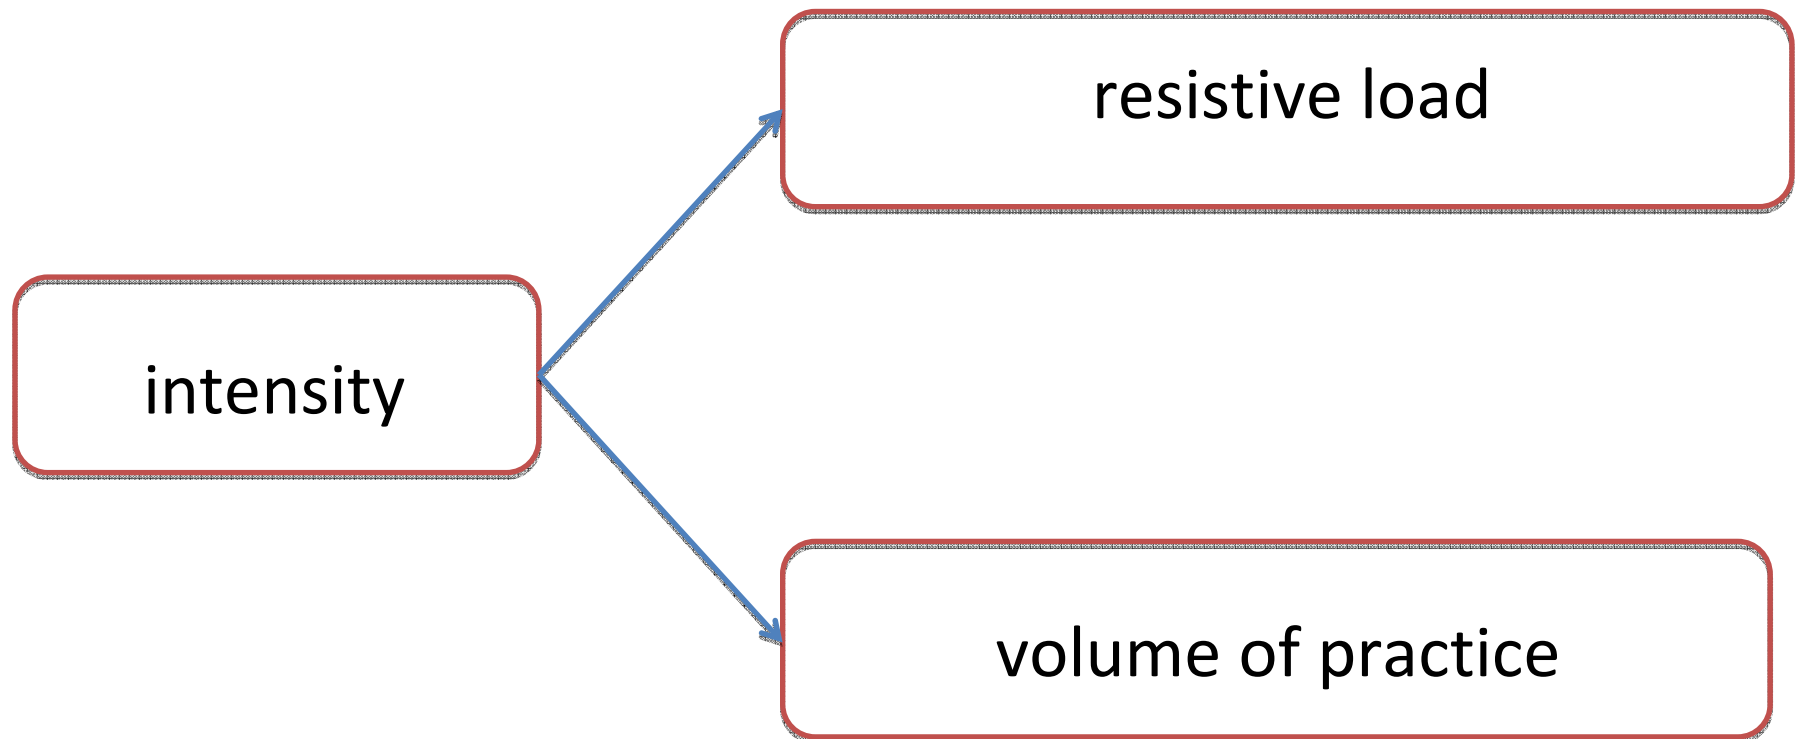 resistive load
intensity
volume of practice